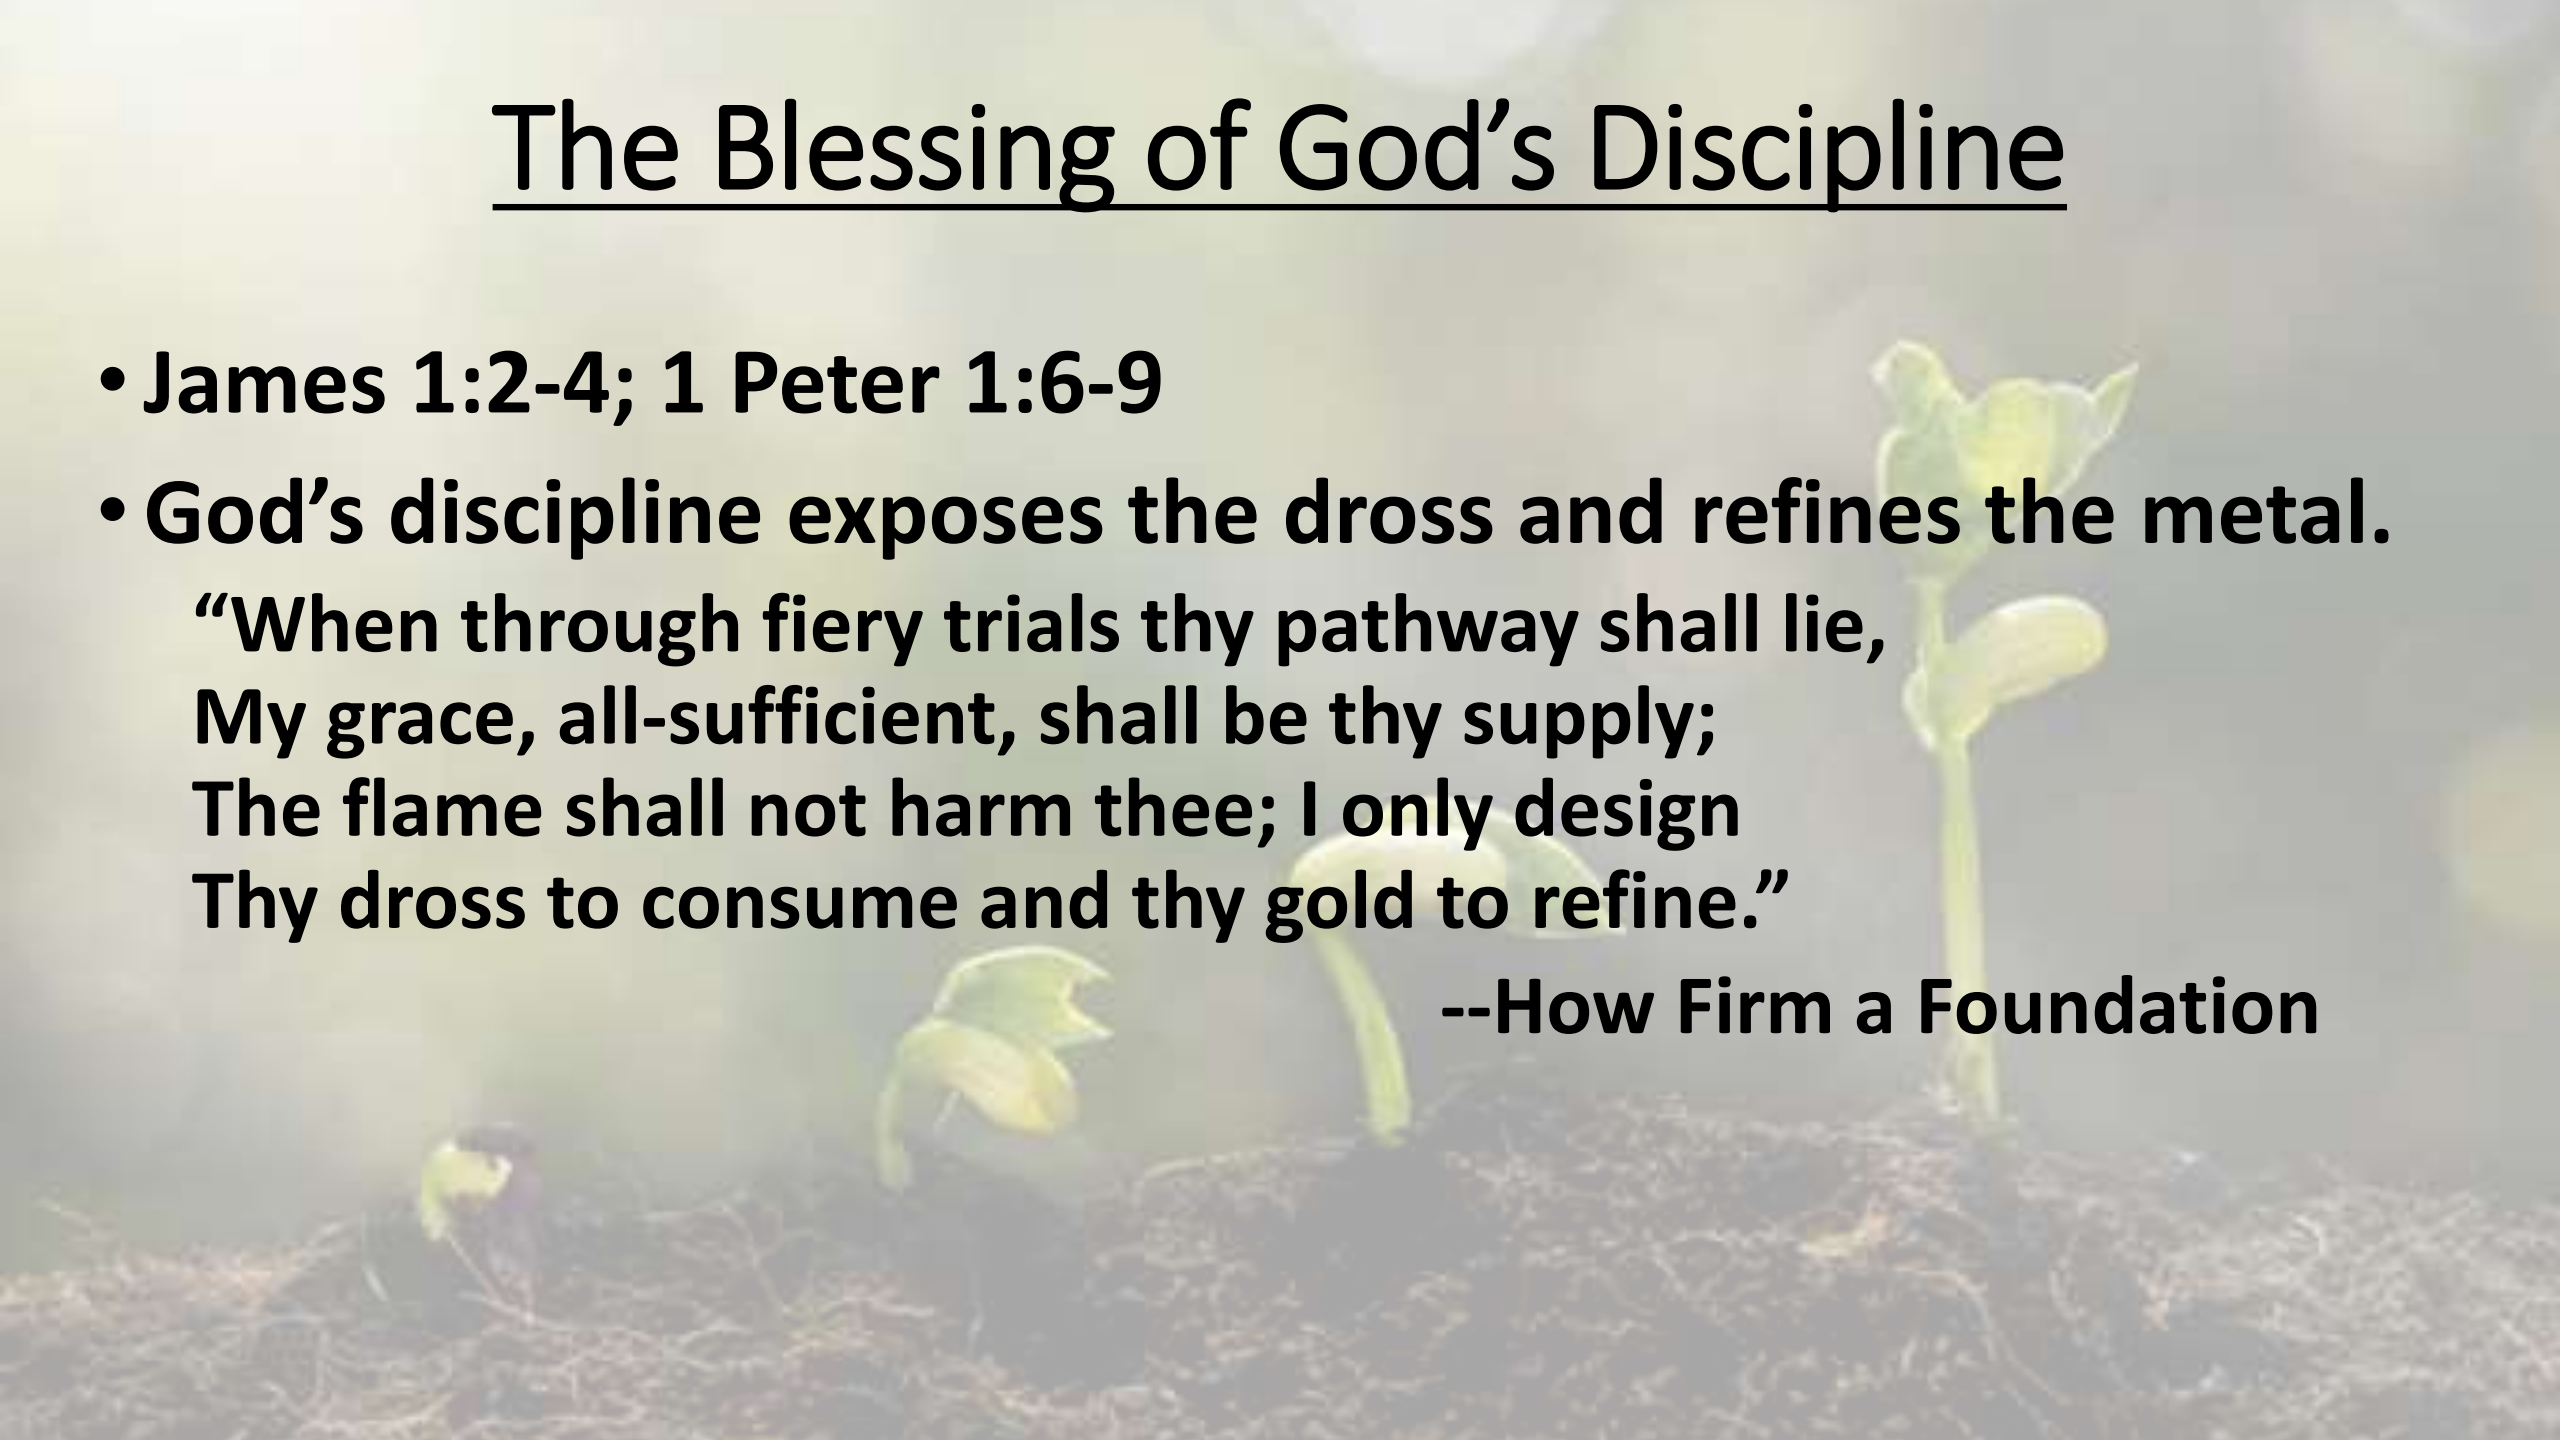 The Blessing of God’s Discipline
• James 1:2-4; 1 Peter 1:6-9
• God’s discipline exposes the dross and refines the metal.
“When through fiery trials thy pathway shall lie,
My grace, all-sufficient, shall be thy supply;
The flame shall not harm thee; I only design
Thy dross to consume and thy gold to refine.”
--How Firm a Foundation